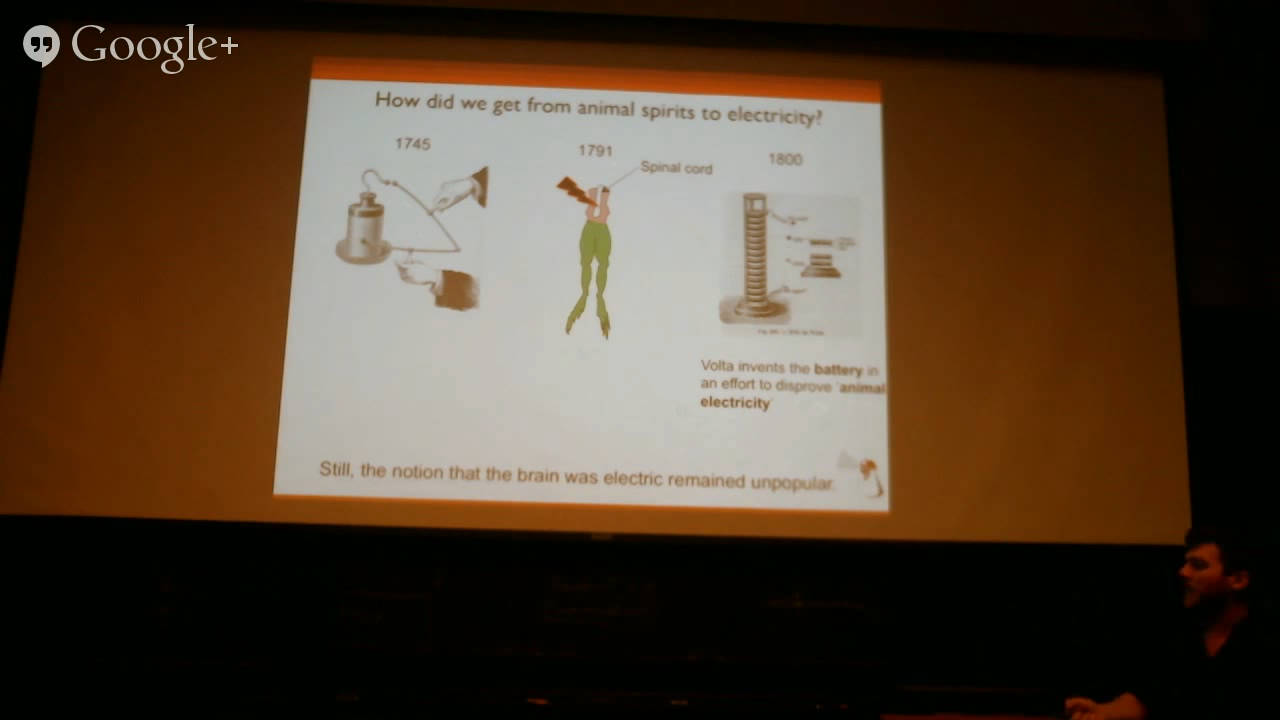 Google+
How did we get from animal spirits to electricity?
1745
1791
1800
Spinal cord
Volta invents the battery in
an effort to disprove 'animal
electricity'
Still, the notion that the brain was electric remained unpopular.